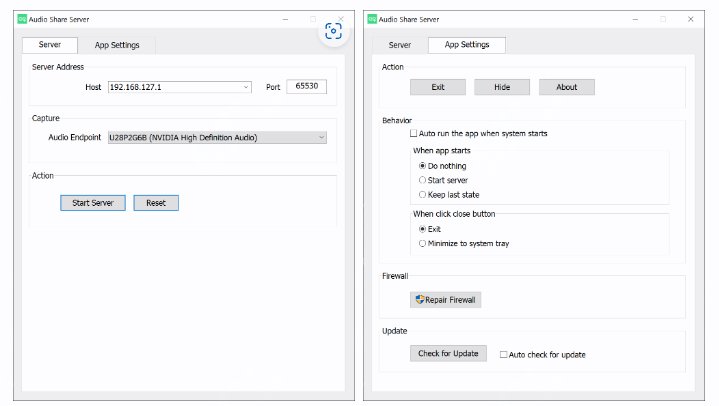 Audio Share Server
Server
App Settings
Server Address
Host 192.168.127.1 Port 65530
Capture
Audio Endpoint U28P2G6B (NVIDIA High Definition Audio)
Action
Start Server Reset
Audio Share Server
Server
App Settings
Action
Exit Hide About
Behavior
Auto run the app when system starts
When app starts
Do nothing
Start server
Keep last state
When click close button
Exit
Minimize to system tray
Firewall
Repair Firewall
Update
Check for Update Auto check for update